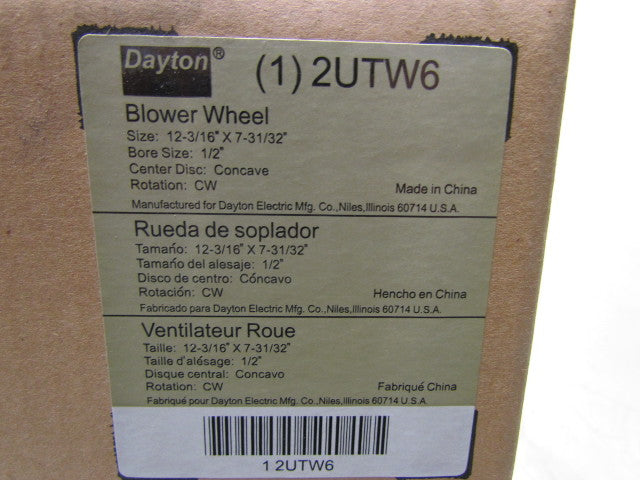 Dayton® (1) 2UTW6
Blower Wheel
Size: 12-3/16" X 7-31/32"
Bore Size: 1/2"
Center Disc: Concave
Rotation: CW Made in China
Manufactured for Dayton Electric Mfg. Co.,Niles,Illinois 60714 U.S.A.
Rueda de soplador
Tamaño: 12-3/16" X 7-31/32"
Tamaño del alesaje: 1/2"
Disco de centro: Cóncavo
Rotación: CW Hencho en China
Fabricado para Dayton Electric Mfg. Co.,Niles,Illinois 60714 U.S.A.
Ventilateur Roue
Taille: 12-3/16" X 7-31/32"
Taille d'alésage: 1/2"
Disque central: Concavo
Rotation: CW Fabriqué China
Fabriqué pour Dayton Electric Mfg. Co.,Niles,Illinois 60714 U.S.A.
1 2UTW6